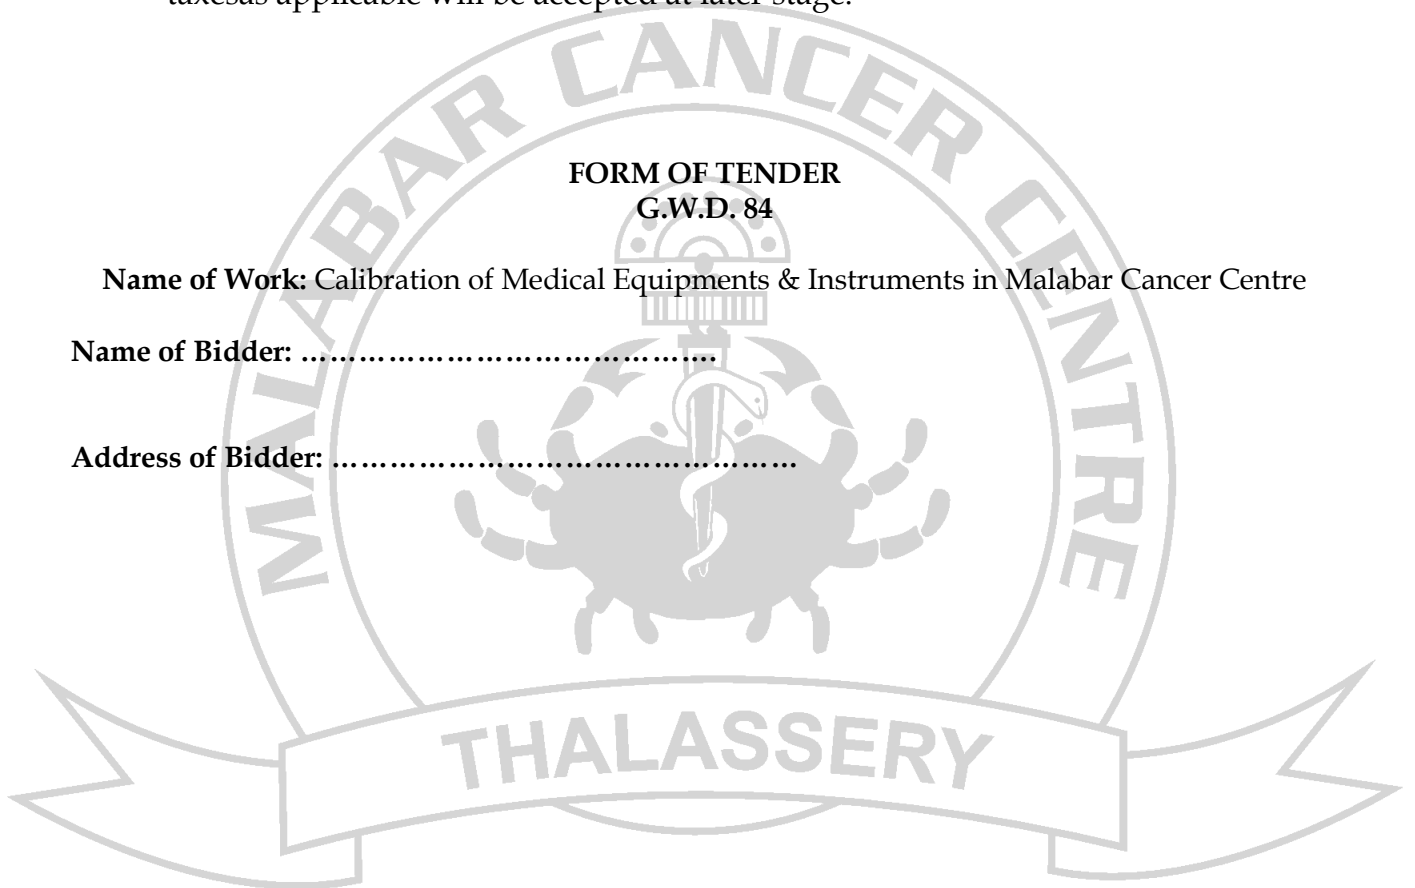 taxesas applicable will be accepted at later stage.
MALABAR CANCER CENTRE
FORM OF TENDER
G.W.D. 84
Name of Work: Calibration of Medical Equipments & Instruments in Malabar Cancer Centre
Name of Bidder: …………………………………….
Address of Bidder: …………………………………………
THALASSERY